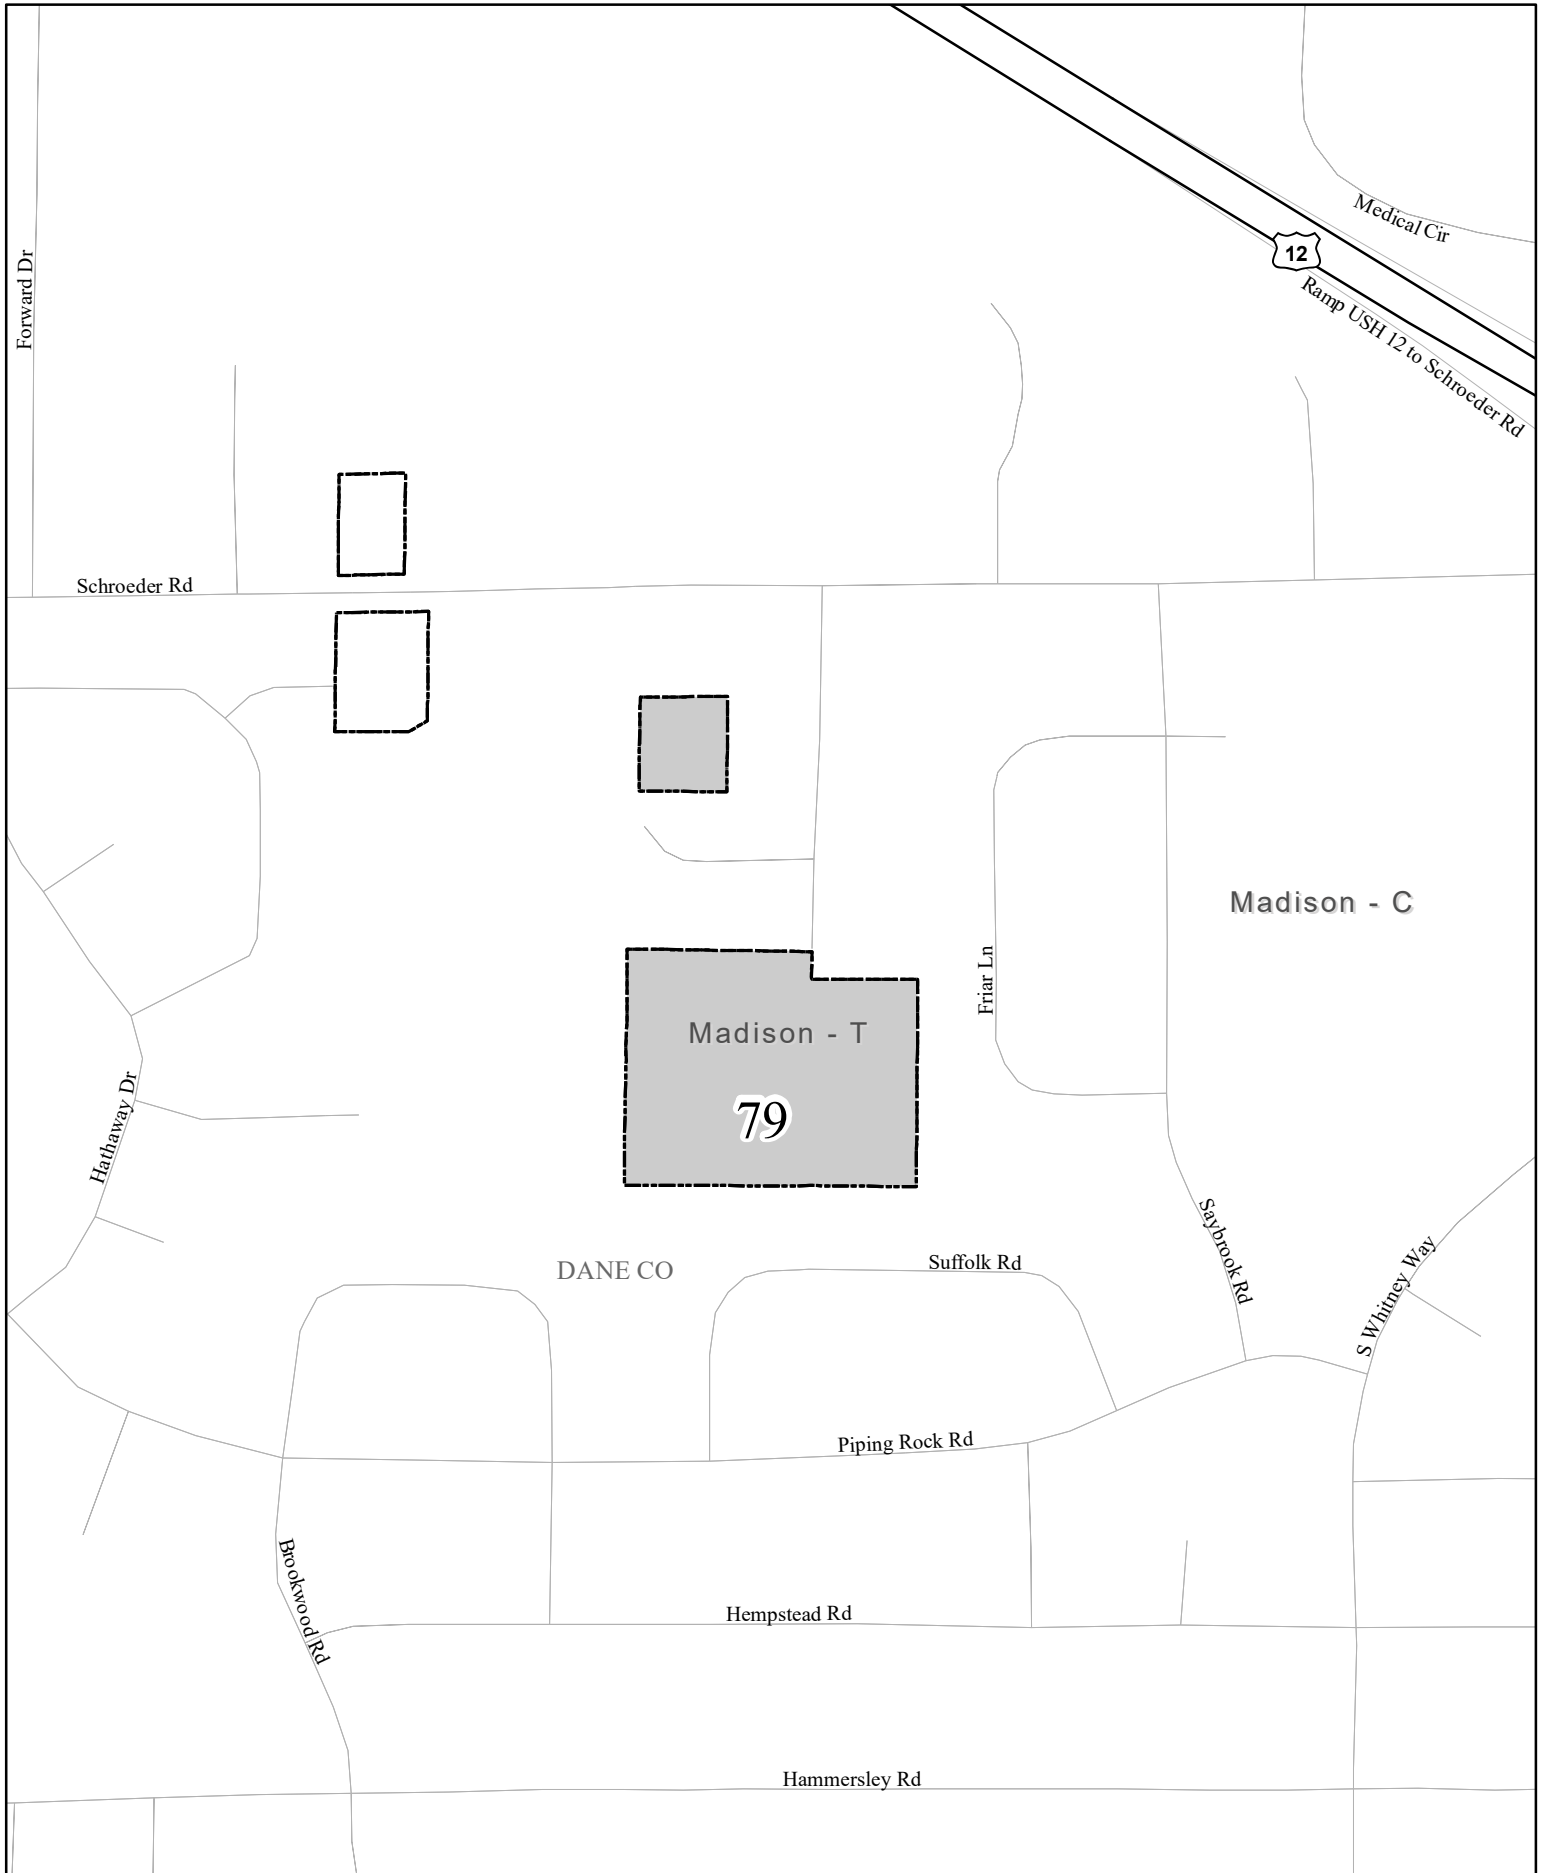 Medical Cir
12
Forward Dr
Ramp USH 12 to Schroeder Rd
Schroeder Rd
Madison - C
Friar Ln
Madison - T
79
Hathaway Dr
Saybrook Rd
S Whitney Way
Suffolk Rd
DANE CO
Piping Rock Rd
Brookwood Rd
Hempstead Rd
Hammersley Rd